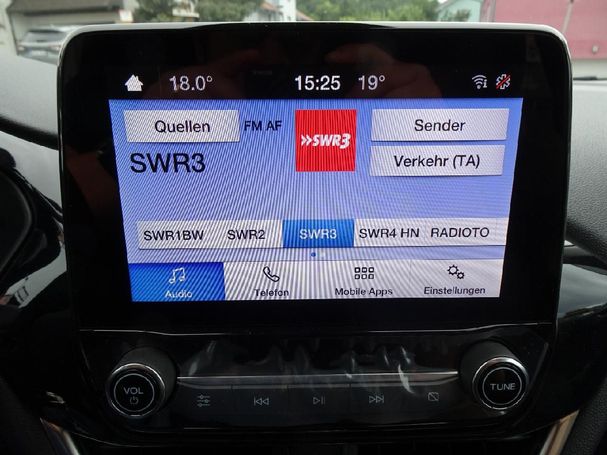 18.0° 15:25 19°
Quellen FM AF »SWR3 Sender
SWR3 Verkehr (TA)
SWR1BW SWR2 SWR3 SWR4 HN RADIOTO
Audio Telefon Mobile Apps Einstellungen
VOL TUNE